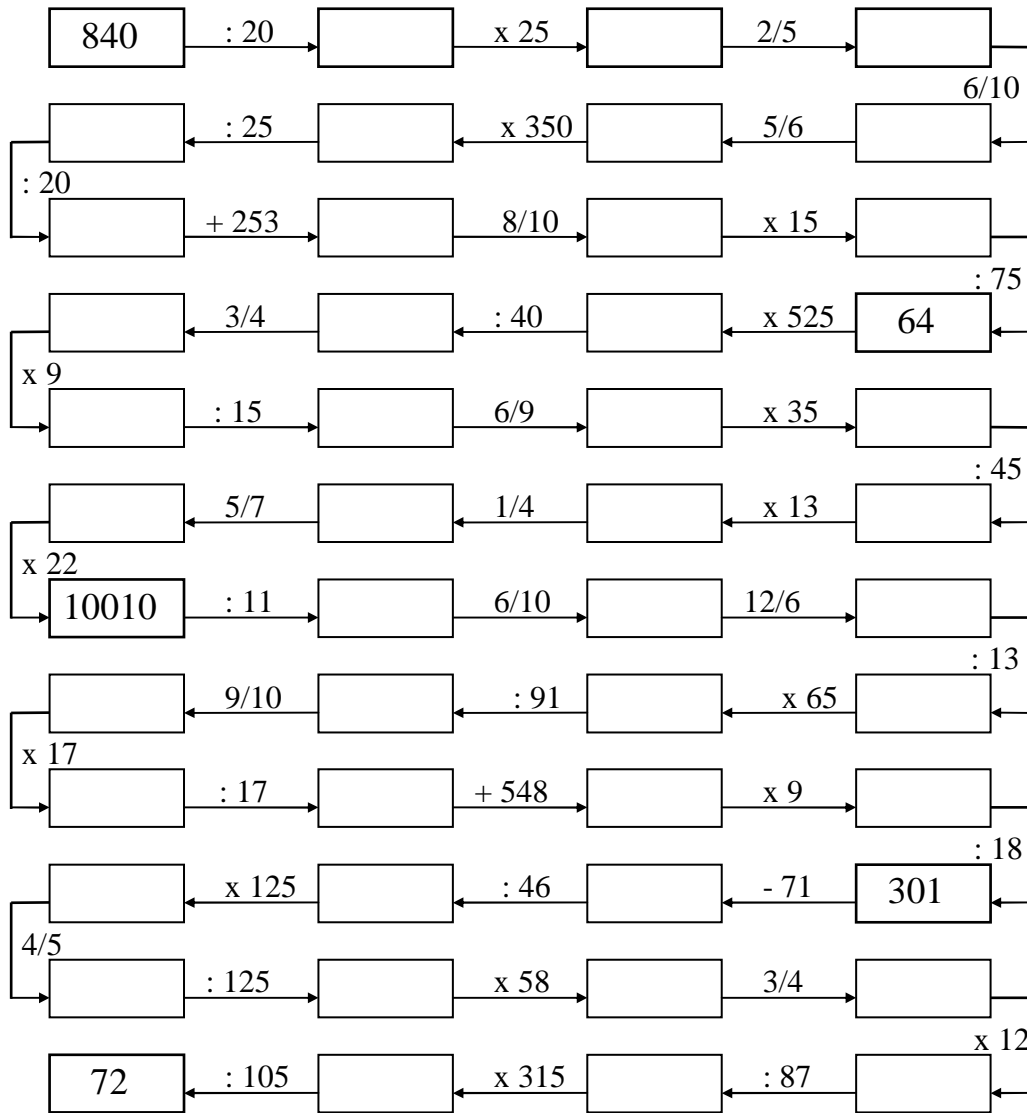 840 : 20 x 25 2/5
6/10
: 25 x 350 5/6
: 20
+ 253 8/10 x 15
: 75
3/4 : 40 x 525 64
x 9
: 15 6/9 x 35
: 45
5/7 1/4 x 13
x 22
10010 : 11 6/10 12/6
: 13
9/10 : 91 x 65
x 17
: 17 + 548 x 9
: 18
x 125 : 46 - 71 301
4/5
: 125 x 58 3/4
x 12
72 : 105 x 315 : 87